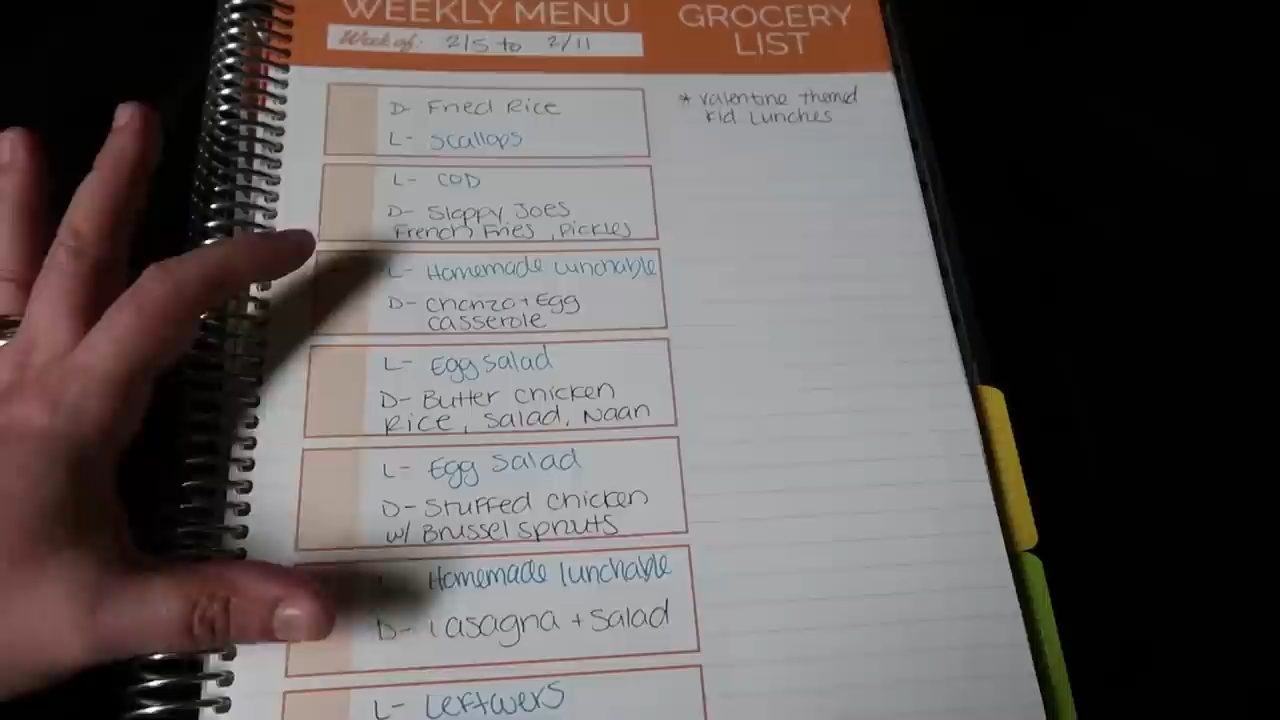 WEEKLY MENU
Week of: 2/5 to 2/11
D- Fried Rice
L- Scallops
L- COD
D- Sloppy Joes
French Fries, Pickles
L- Homemade Lunchable
D- Chorizo + Egg
casserole
L- Egg Salad
D- Butter chicken
Rice, Salad, Naan
L- Egg Salad
D- Stuffed chicken
w/ Brussel sprouts
Homemade lunchable
D- Lasagna + Salad
L- Leftovers
GROCERY
LIST
* Valentine themed
Kid Lunches